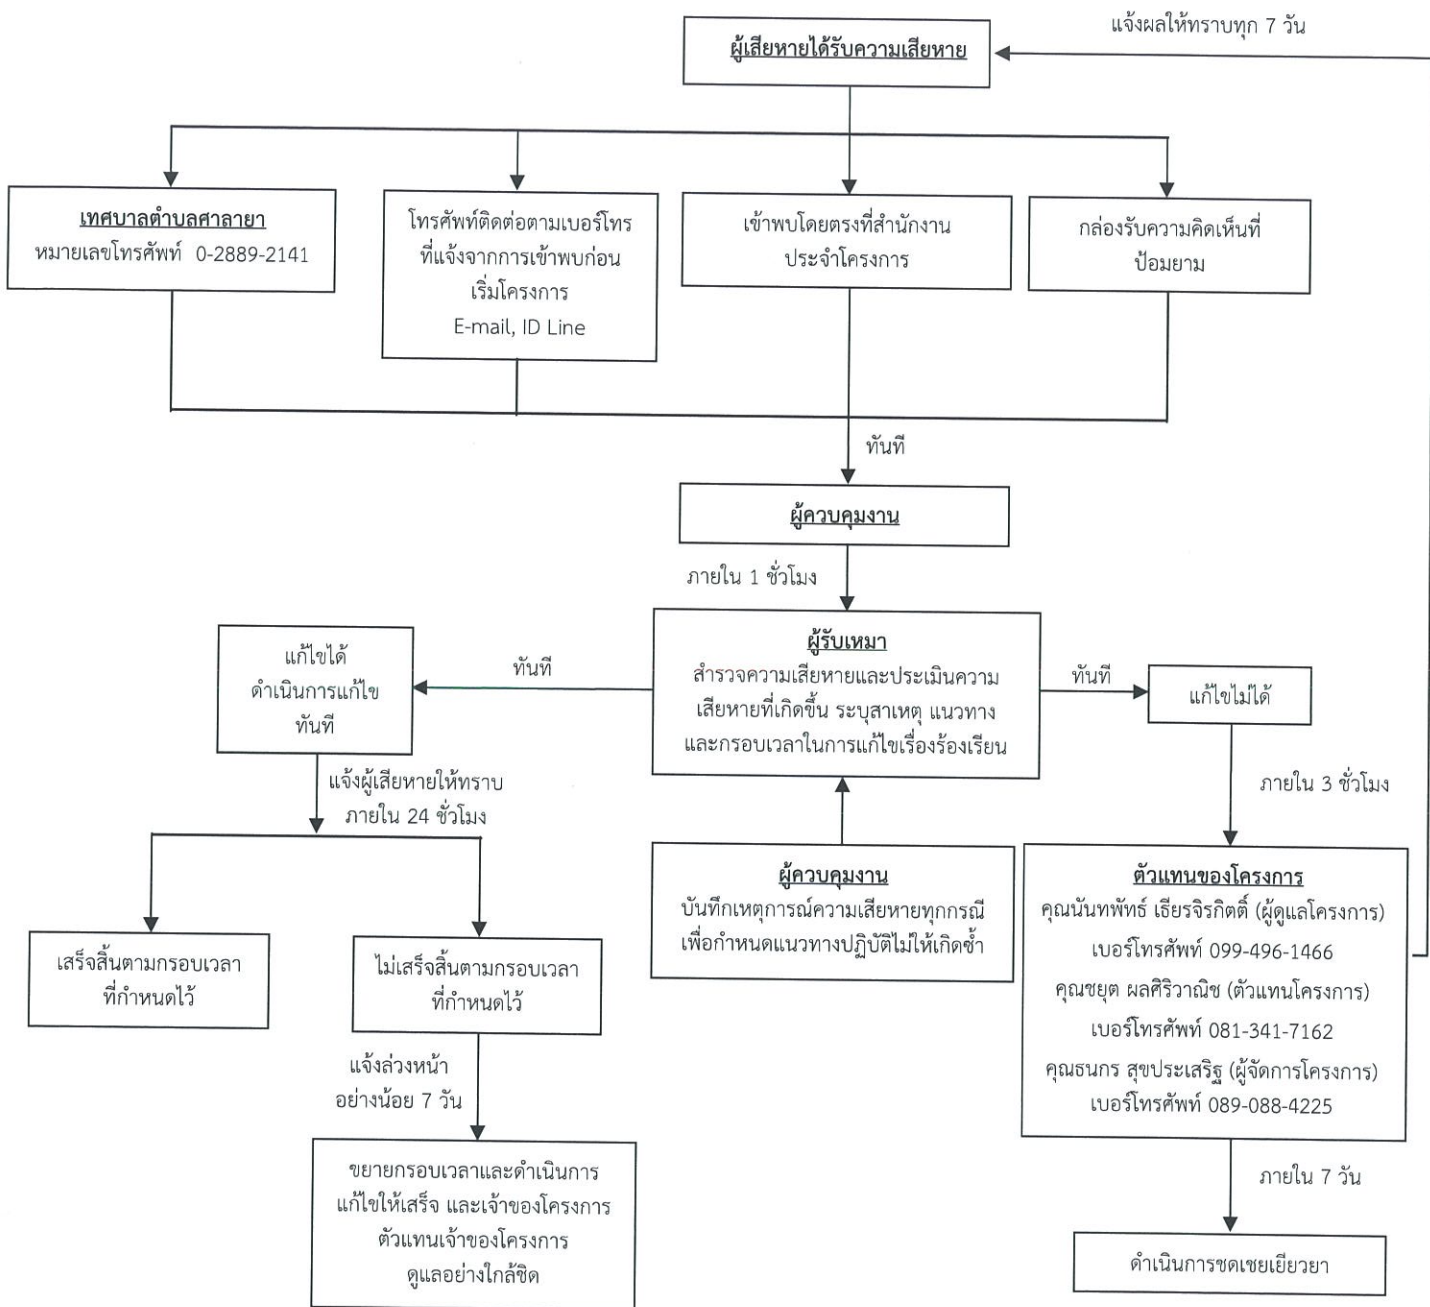 แจ้งผลให้ทราบทุก 7 วัน
ผู้เสียหายได้รับความเสียหาย
เทศบาลตำบลศาลายา
หมายเลขโทรศัพท์ 0-2889-2141
โทรศัพท์ติดต่อตามเบอร์โทร
ที่แจ้งจากการเข้าพบก่อน
เริ่มโครงการ
E-mail, ID Line
เข้าพบโดยตรงที่สำนักงาน
ประจำโครงการ
กล่องรับความคิดเห็นที่
ป้อมยาม
ทันที
ผู้ควบคุมงาน
ภายใน 1 ชั่วโมง
แก้ไขได้
ดำเนินการแก้ไข
ทันที
ทันที
ผู้รับเหมา
สำรวจความเสียหายและประเมินความ
เสียหายที่เกิดขึ้น ระบุสาเหตุ แนวทาง
และกรอบเวลาในการแก้ไขเรื่องร้องเรียน
ทันที
แก้ไขไม่ได้
แจ้งผู้เสียหายให้ทราบ
ภายใน 24 ชั่วโมง
ภายใน 3 ชั่วโมง
ผู้ควบคุมงาน
บันทึกเหตุการณ์ความเสียหายทุกกรณี
เพื่อกำหนดแนวทางปฏิบัติไม่ให้เกิดซ้ำ
ตัวแทนของโครงการ
คุณนันทพัทธ์ เธียรจิรกิตติ์ (ผู้ดูแลโครงการ)
เบอร์โทรศัพท์ 099-496-1466
คุณชยุต ผลศิริวาณิช (ตัวแทนโครงการ)
เบอร์โทรศัพท์ 081-341-7162
คุณธนกร สุขประเสริฐ (ผู้จัดการโครงการ)
เบอร์โทรศัพท์ 089-088-4225
เสร็จสิ้นตามกรอบเวลา
ที่กำหนดไว้
ไม่เสร็จสิ้นตามกรอบเวลา
ที่กำหนดไว้
แจ้งล่วงหน้า
อย่างน้อย 7 วัน
ขยายกรอบเวลาและดำเนินการ
แก้ไขให้เสร็จ และเจ้าของโครงการ
ตัวแทนเจ้าของโครงการ
ดูแลอย่างใกล้ชิด
ภายใน 7 วัน
ดำเนินการชดเชยเยียวยา